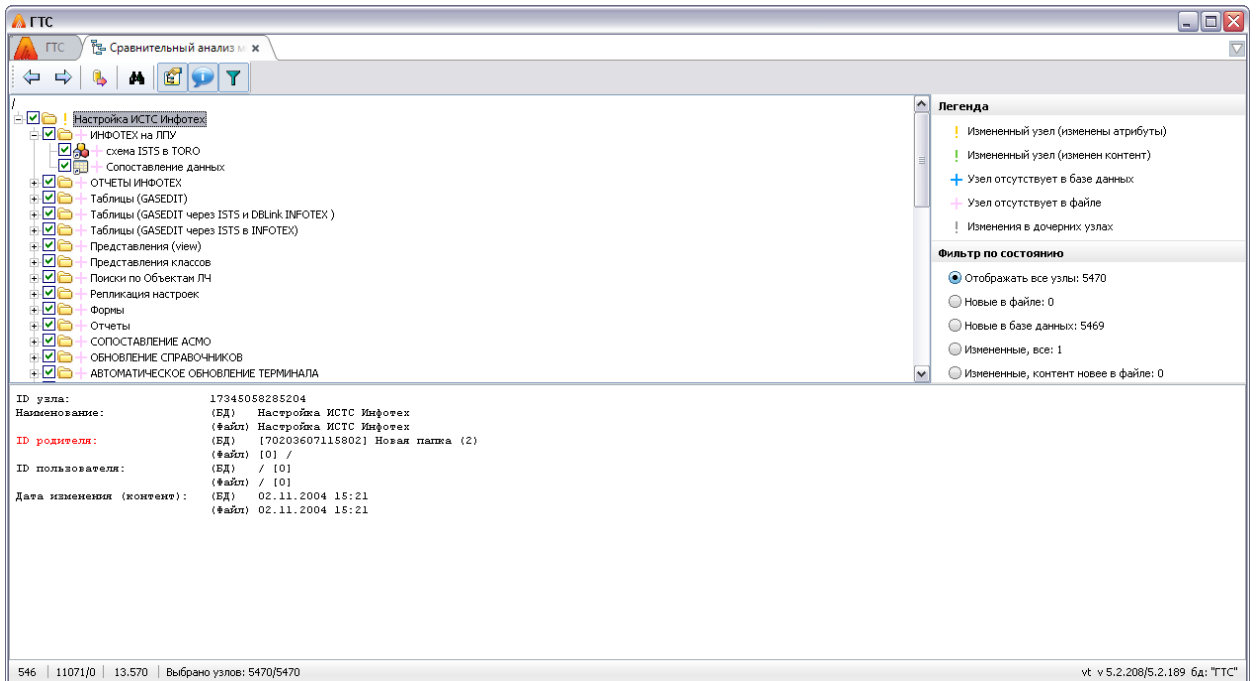 ГТС
ГТС
Сравнительный анализ м
/
Настройка ИСТС Инфотех
ИНФОТЕХ на ЛПУ
схема ISTS в TORO
Сопоставление данных
ОТЧЕТЫ ИНФОТЕХ
Таблицы (GASEDIT)
Таблицы (GASEDIT через ISTS и DBLink INFOTEX )
Таблицы (GASEDIT через ISTS в INFOTEX)
Представления (view)
Представления классов
Поиски по Объектам ЛЧ
Репликация настроек
Формы
Отчеты
СОПОСТАВЛЕНИЕ АСМО
ОБНОВЛЕНИЕ СПРАВОЧНИКОВ
АВТОМАТИЧЕСКОЕ ОБНОВЛЕНИЕ ТЕРМИНАЛА
Легенда
Измененный узел (изменены атрибуты)
Измененный узел (изменен контент)
Узел отсутствует в базе данных
Узел отсутствует в файле
Изменения в дочерних узлах
Фильтр по состоянию
Отображать все узлы: 5470
Новые в файле: 0
Новые в базе данных: 5469
Измененные, все: 1
Измененные, контент новее в файле: 0
ID узла: 17345058285204
Наименование: (БД) Настройка ИСТС Инфотех
(Файл) Настройка ИСТС Инфотех
ID родителя: (БД) [70203607115802] Новая папка (2)
(Файл) [0] /
ID пользователя: (БД) / [0]
(Файл) / [0]
Дата изменения (контент): (БД) 02.11.2004 15:21
(Файл) 02.11.2004 15:21
546 11071/0 13.570 Выбрано узлов: 5470/5470 vt v 5.2.208/5.2.189 бд: "ГТС"